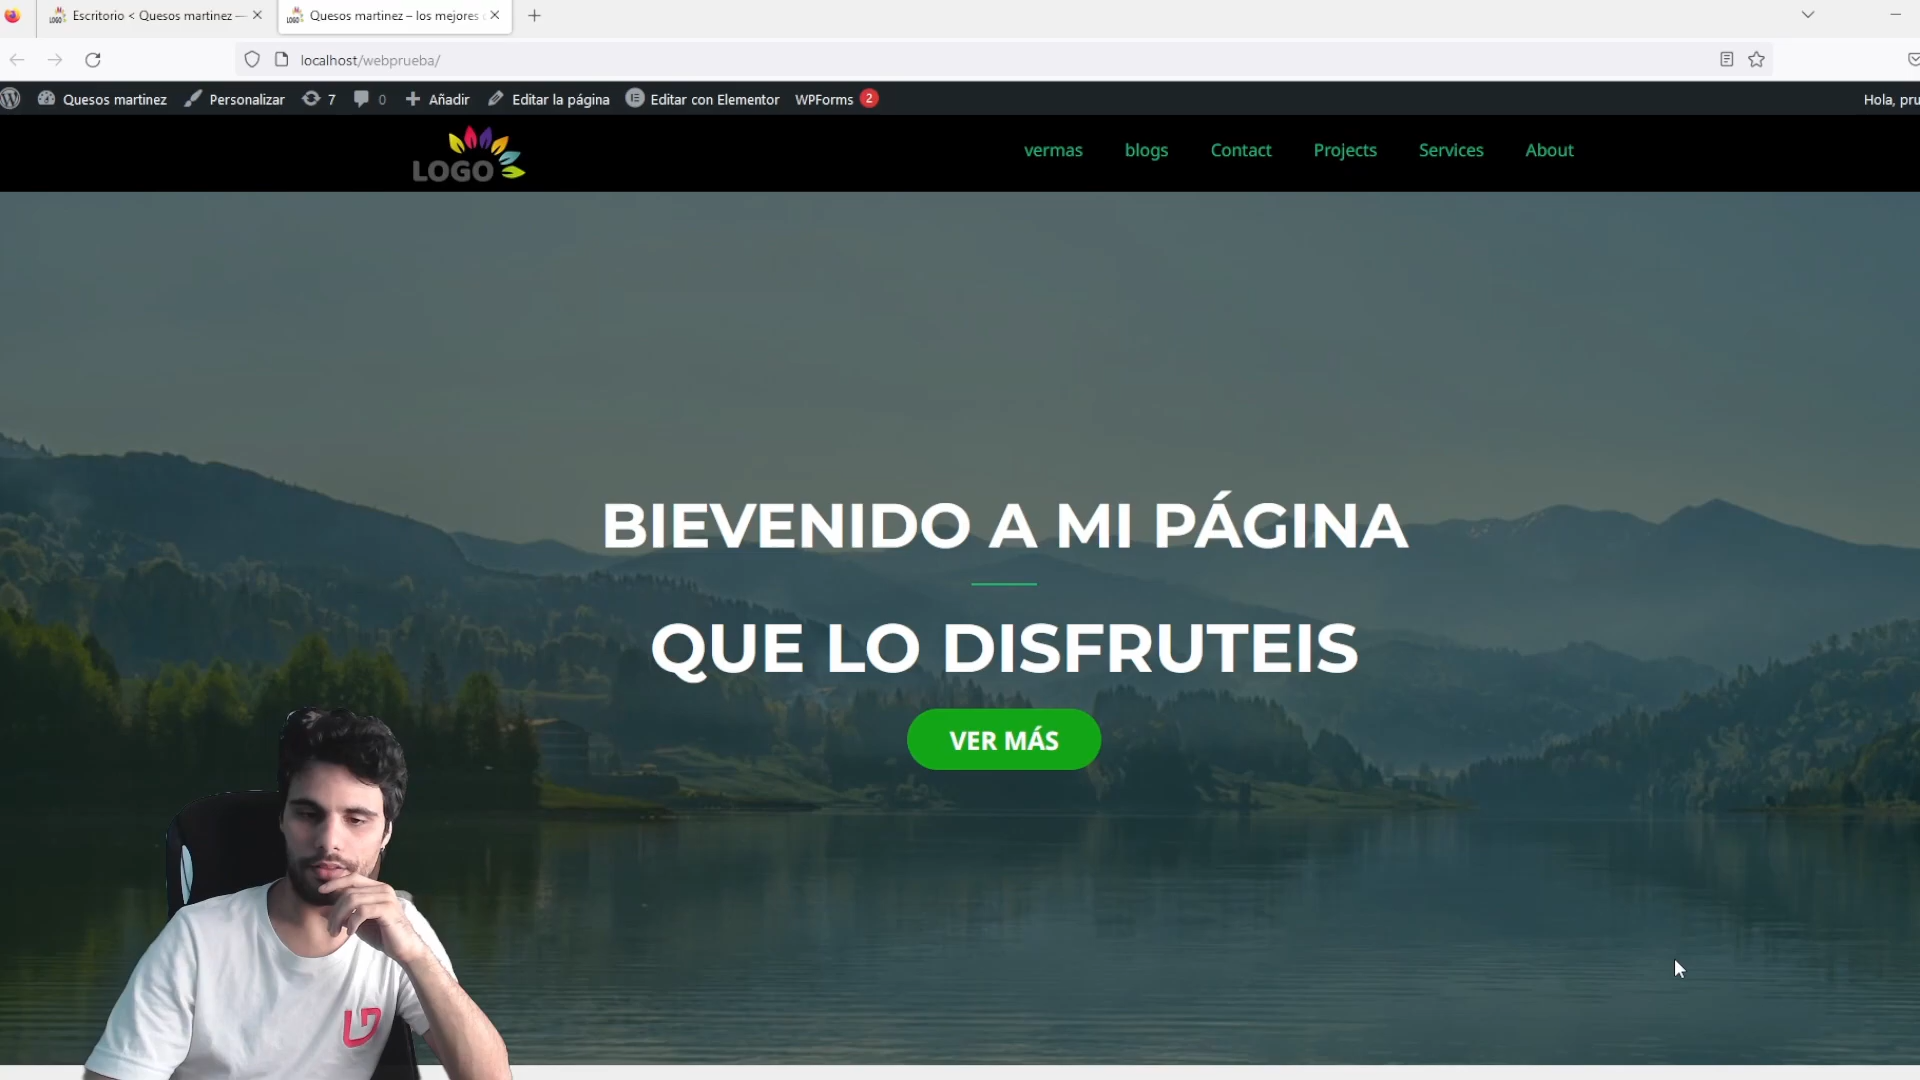 Escritorio < Quesos martinez —
Quesos martinez – los mejores
localhost/webprueba/
Quesos martinez
Personalizar
7
0
Añadir
Editar la página
Editar con Elementor
WPForms 2
Hola, pru
LOGO
vermas
blogs
Contact
Projects
Services
About
BIEVENIDO A MI PÁGINA
QUE LO DISFRUTEIS
VER MÁS